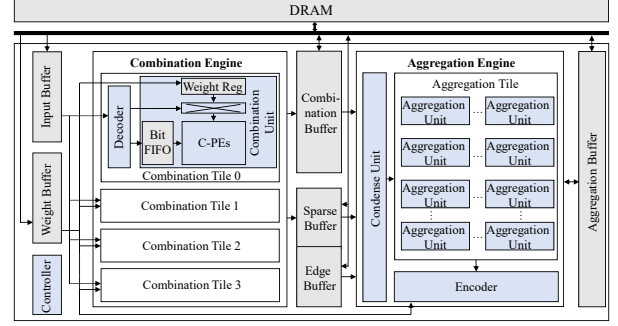 DRAM
Input Buffer
Weight Buffer
Controller
Combination Engine
Decoder
Weight Reg
Bit
FIFO
C-PEs
Combination
Unit
Combination Tile 0
Combination Tile 1
Combination Tile 2
Combination Tile 3
Combi-
nation
Buffer
Sparse
Buffer
Edge
Buffer
Aggregation Engine
Condense Unit
Aggregation Tile
Aggregation
Unit
...
Aggregation
Unit
Aggregation
Unit
...
Aggregation
Unit
Aggregation
Unit
...
Aggregation
Unit
Aggregation
Unit
...
Aggregation
Unit
Encoder
Aggregation Buffer